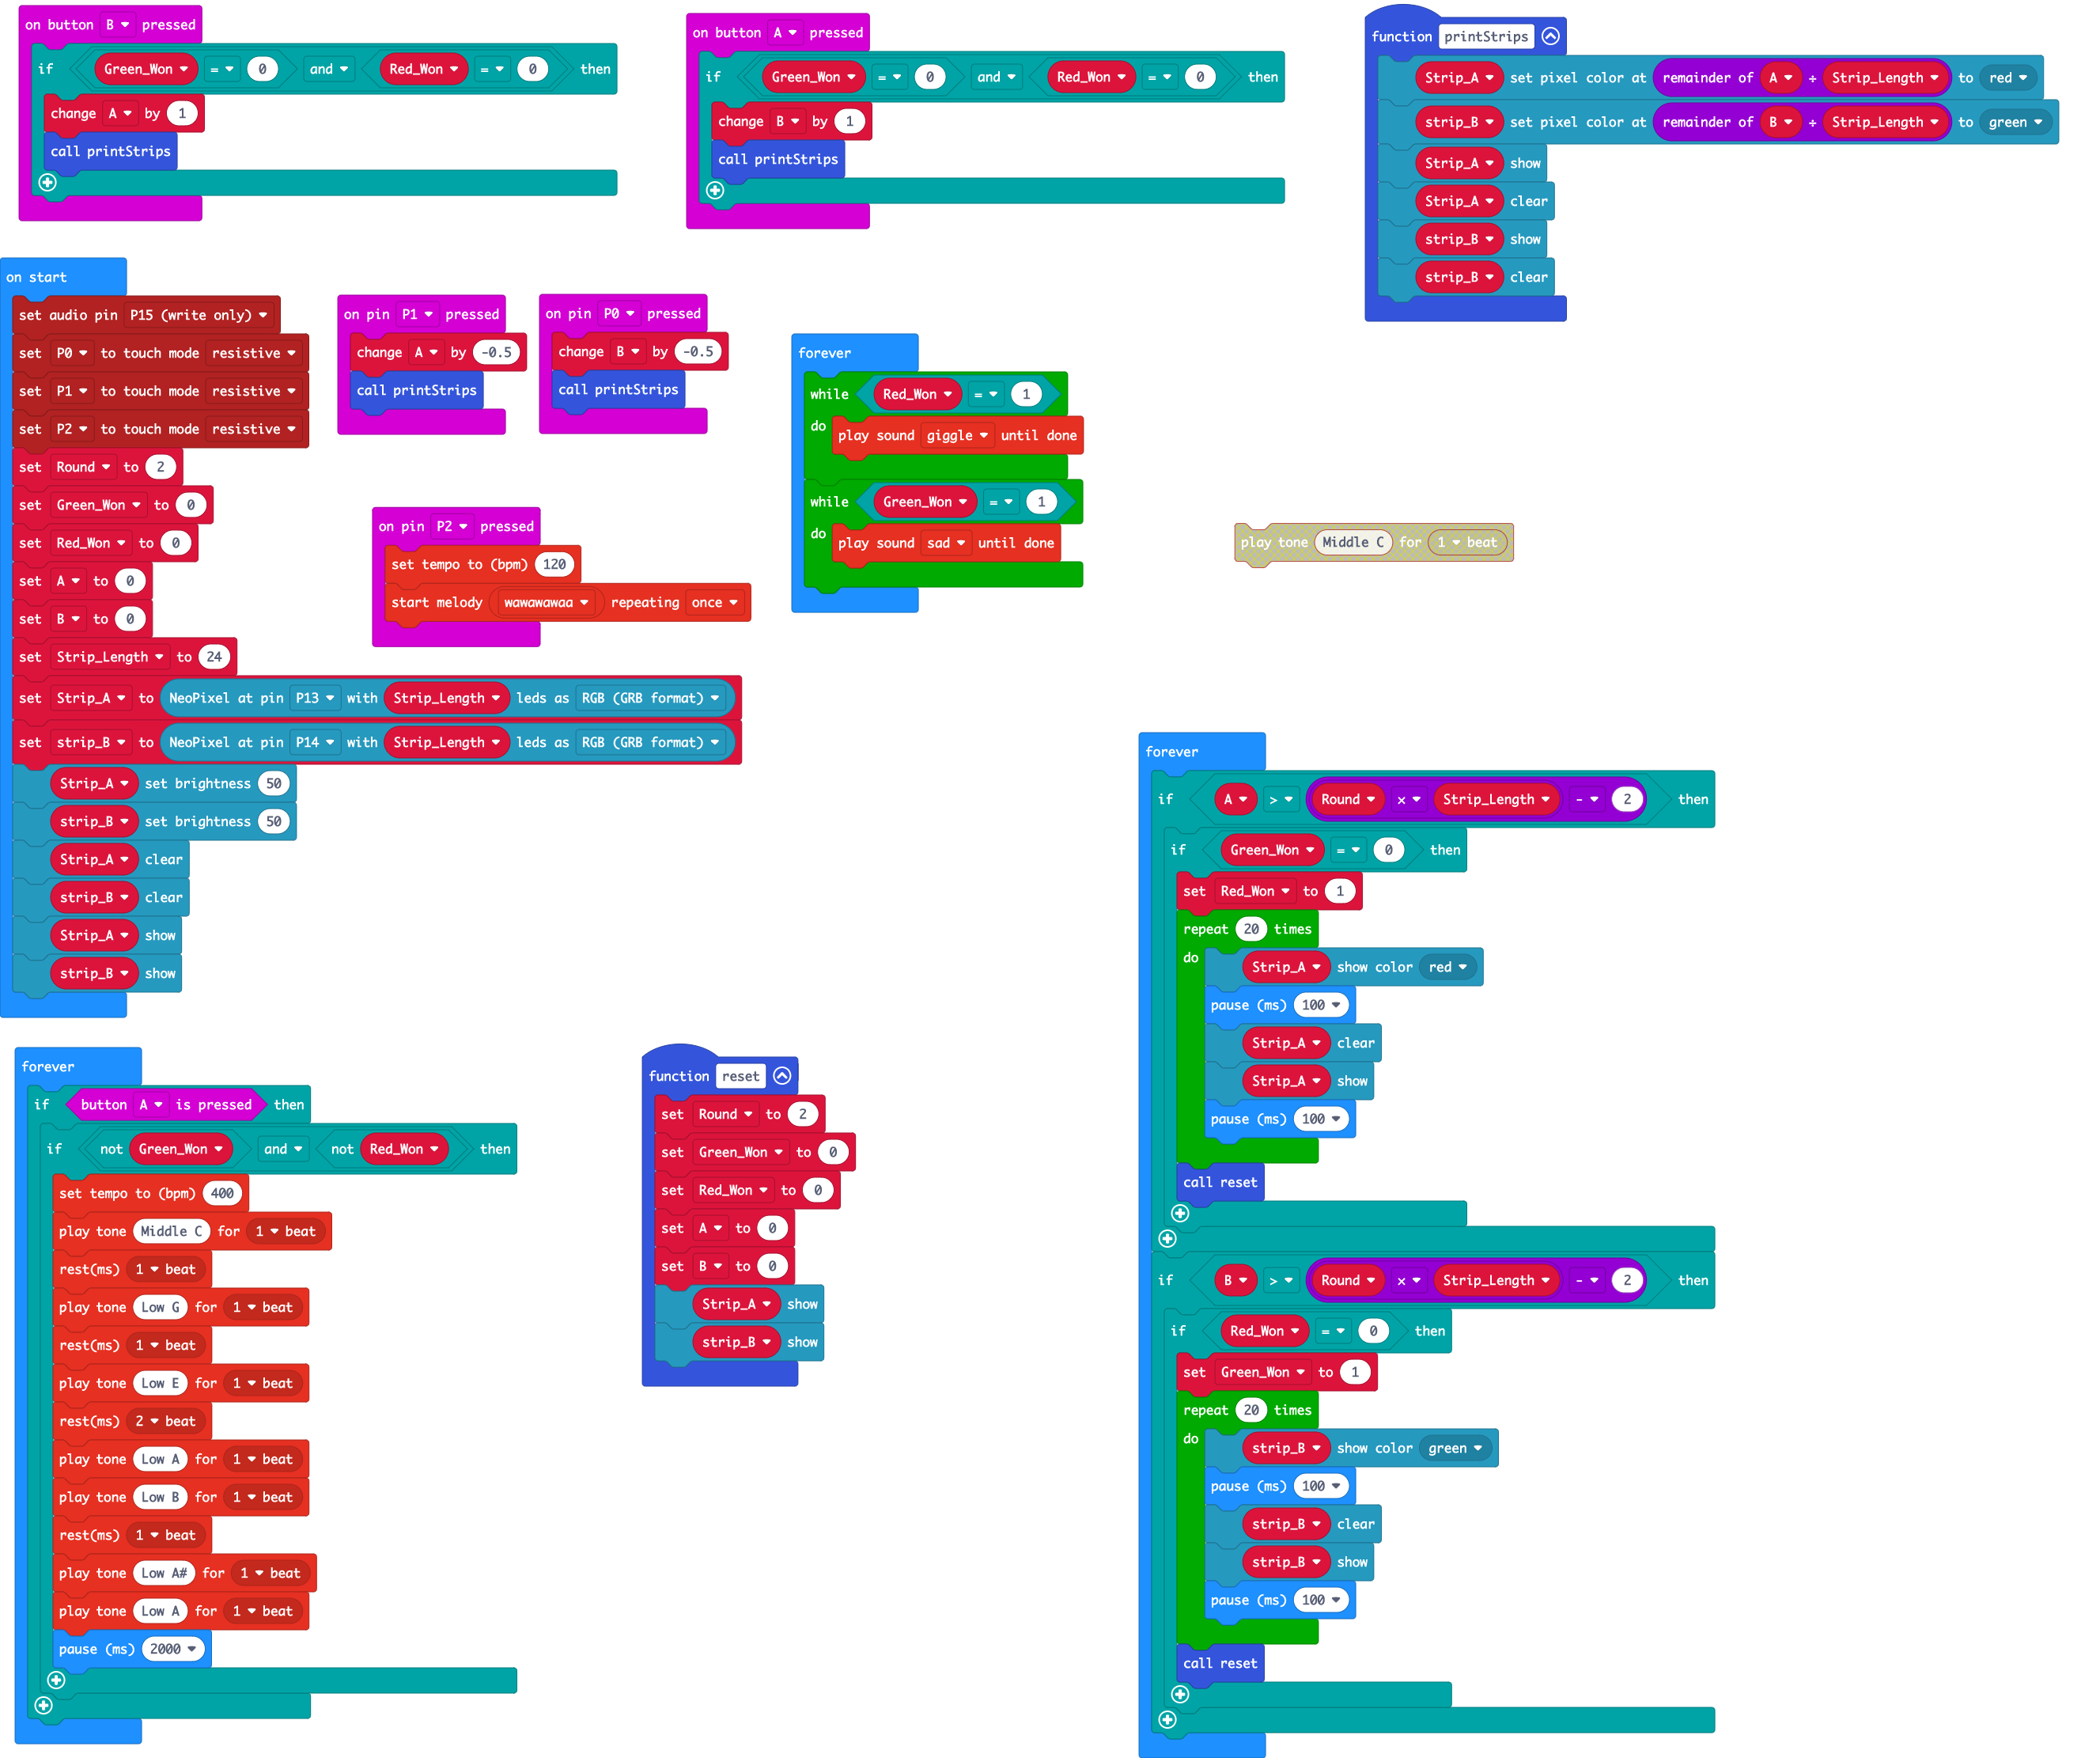 on button B pressed
if Green_Won = 0 and Red_Won = 0 then
change A by 1
call printStrips
on button A pressed
if Green_Won = 0 and Red_Won = 0 then
change B by 1
call printStrips
function printStrips
Strip_A set pixel color at remainder of A ÷ Strip_Length to red
strip_B set pixel color at remainder of B ÷ Strip_Length to green
Strip_A show
Strip_A clear
strip_B show
strip_B clear
on start
set audio pin P15 (write only)
set P0 to touch mode resistive
set P1 to touch mode resistive
set P2 to touch mode resistive
set Round to 2
set Green_Won to 0
set Red_Won to 0
set A to 0
set B to 0
set Strip_Length to 24
set Strip_A to NeoPixel at pin P13 with Strip_Length leds as RGB (GRB format)
set strip_B to NeoPixel at pin P14 with Strip_Length leds as RGB (GRB format)
Strip_A set brightness 50
strip_B set brightness 50
Strip_A clear
strip_B clear
Strip_A show
strip_B show
on pin P1 pressed
change A by -0.5
call printStrips
on pin P0 pressed
change B by -0.5
call printStrips
on pin P2 pressed
set tempo to (bpm) 120
start melody wawawawaa repeating once
forever
while Red_Won = 1
do play sound giggle until done
while Green_Won = 1
do play sound sad until done
play tone Middle C for 1 beat
forever
if button A is pressed then
if not Green_Won and not Red_Won then
set tempo to (bpm) 400
play tone Middle C for 1 beat
rest(ms) 1 beat
play tone Low G for 1 beat
rest(ms) 1 beat
play tone Low E for 1 beat
rest(ms) 2 beat
play tone Low A for 1 beat
play tone Low B for 1 beat
rest(ms) 1 beat
play tone Low A# for 1 beat
play tone Low A for 1 beat
pause (ms) 2000
function reset
set Round to 2
set Green_Won to 0
set Red_Won to 0
set A to 0
set B to 0
Strip_A show
strip_B show
forever
if A > Round × Strip_Length - 2 then
if Green_Won = 0 then
set Red_Won to 1
repeat 20 times
do Strip_A show color red
pause (ms) 100
Strip_A clear
Strip_A show
pause (ms) 100
call reset
if B > Round × Strip_Length - 2 then
if Red_Won = 0 then
set Green_Won to 1
repeat 20 times
do strip_B show color green
pause (ms) 100
strip_B clear
strip_B show
pause (ms) 100
call reset